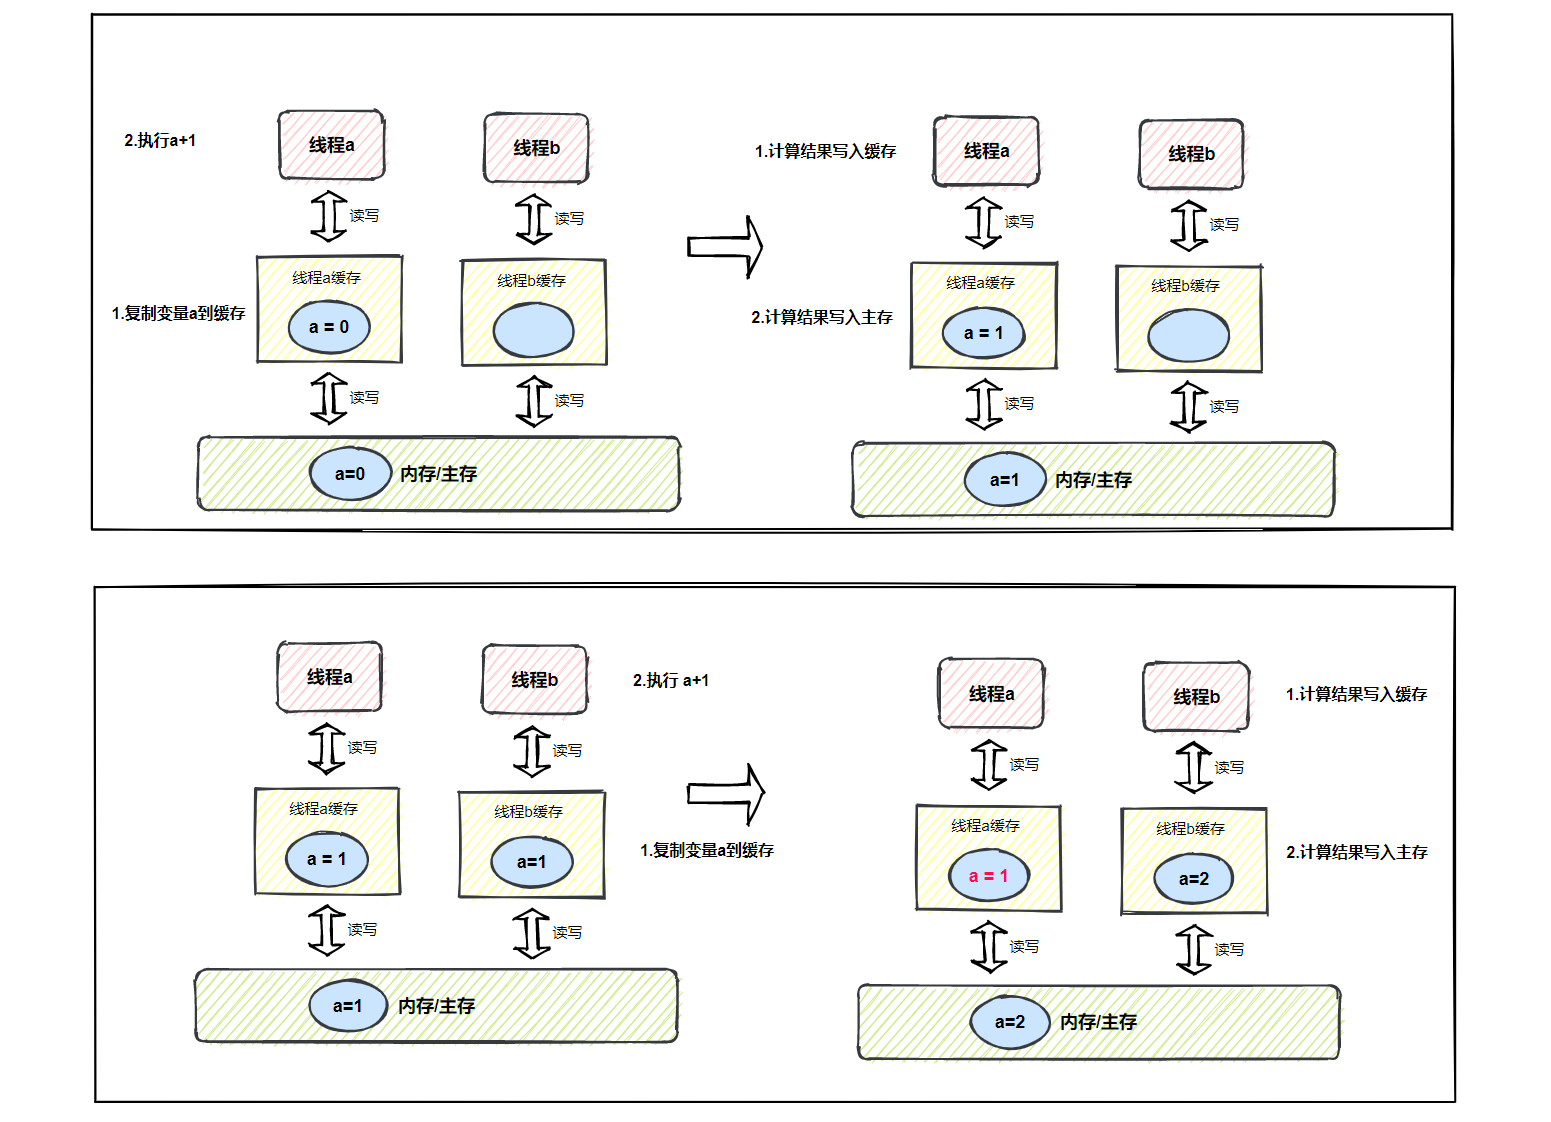 2.执行a+1
线程a
线程b
读写
读写
1.复制变量a到缓存
线程a缓存
a = 0
线程b缓存
读写
读写
a=0
内存/主存
1.计算结果写入缓存
线程a
线程b
读写
读写
2.计算结果写入主存
线程a缓存
a = 1
线程b缓存
读写
读写
a=1
内存/主存
线程a
线程b
2.执行 a+1
读写
读写
线程a缓存
a = 1
线程b缓存
a=1
1.复制变量a到缓存
读写
读写
a=1
内存/主存
线程a
线程b
1.计算结果写入缓存
读写
读写
线程a缓存
a = 1
线程b缓存
a=2
2.计算结果写入主存
读写
读写
a=2
内存/主存